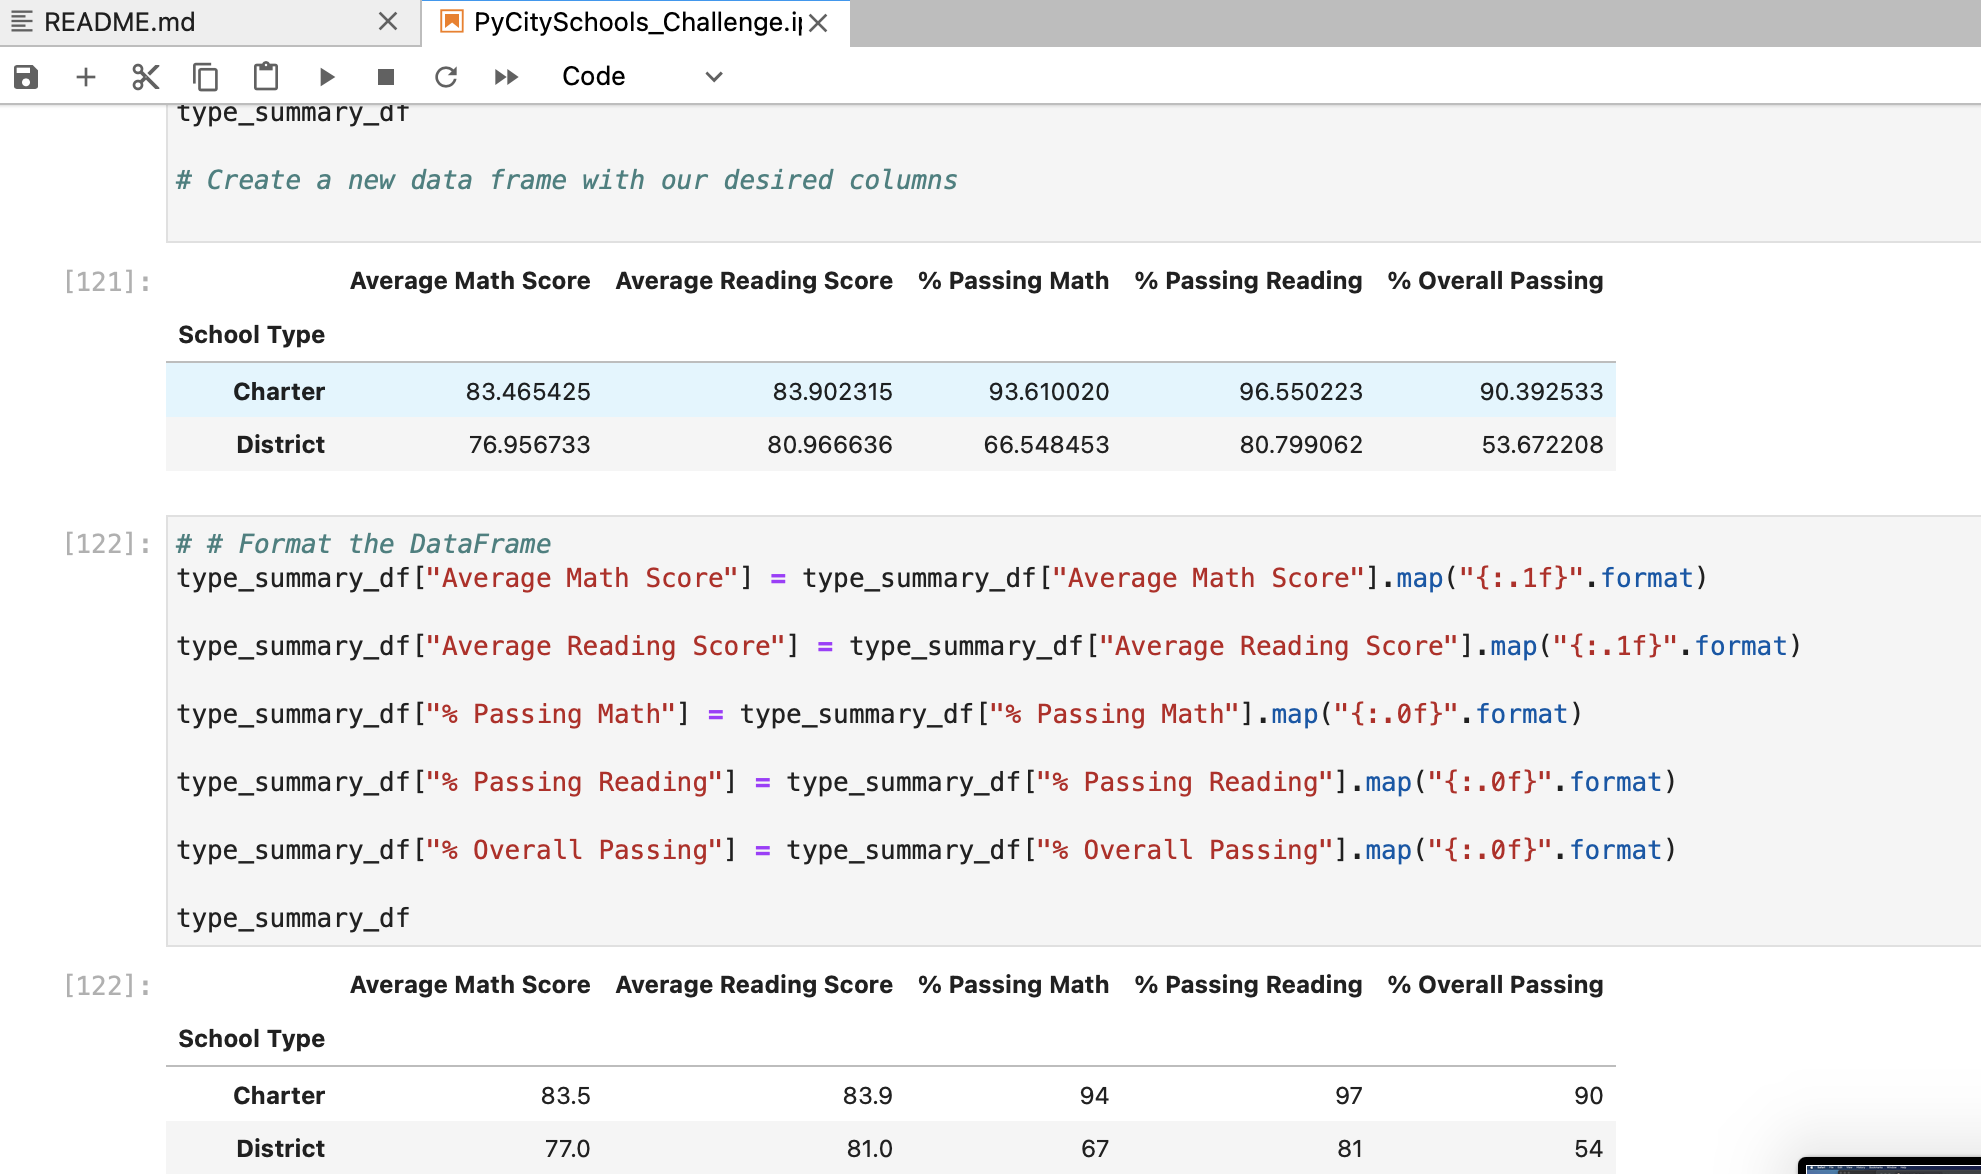 README.md
PyCitySchools_Challenge.ip
Code
type_summary_df
# Create a new data frame with our desired columns
[121]:
Average Math Score Average Reading Score % Passing Math % Passing Reading % Overall Passing
School Type
Charter 83.465425 83.902315 93.610020 96.550223 90.392533
District 76.956733 80.966636 66.548453 80.799062 53.672208
[122]: # # Format the DataFrame
type_summary_df["Average Math Score"] = type_summary_df["Average Math Score"].map("{:.1f}".format)
type_summary_df["Average Reading Score"] = type_summary_df["Average Reading Score"].map("{:.1f}".format)
type_summary_df["% Passing Math"] = type_summary_df["% Passing Math"].map("{:.0f}".format)
type_summary_df["% Passing Reading"] = type_summary_df["% Passing Reading"].map("{:.0f}".format)
type_summary_df["% Overall Passing"] = type_summary_df["% Overall Passing"].map("{:.0f}".format)
type_summary_df
[122]:
Average Math Score Average Reading Score % Passing Math % Passing Reading % Overall Passing
School Type
Charter 83.5 83.9 94 97 90
District 77.0 81.0 67 81 54